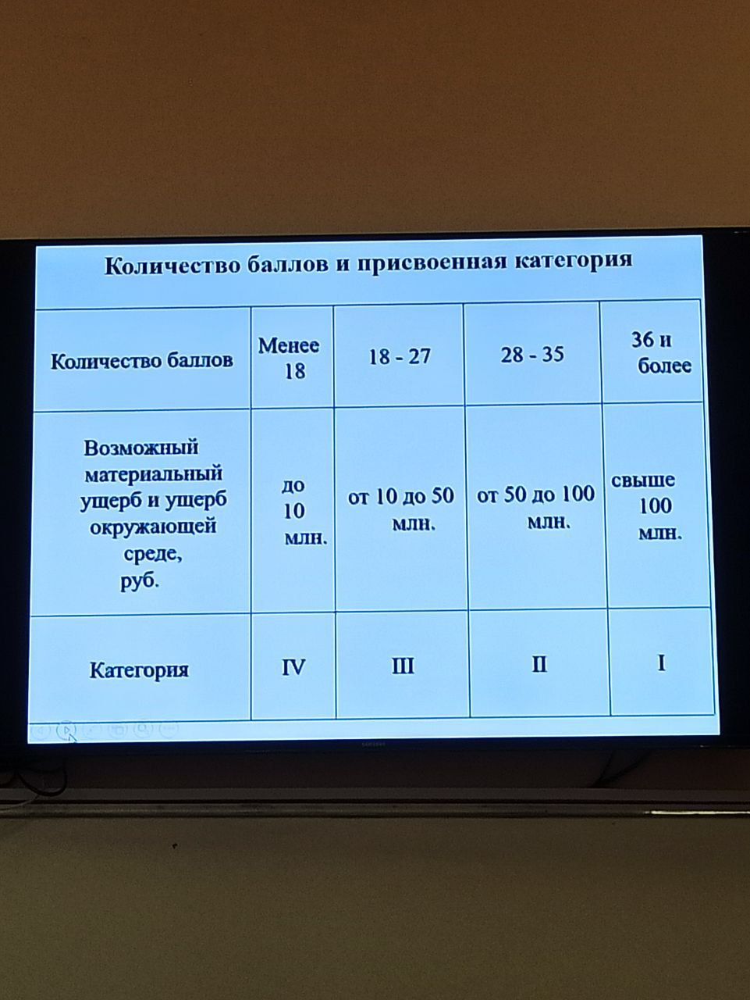 Количество баллов и присвоенная категория
Количество баллов
Менее
18
18 - 27
28 - 35
36 и
более
Возможный
материальный
ущерб и ущерб
окружающей
среде,
руб.
до
10
млн.
от 10 до 50
млн.
от 50 до 100
млн.
свыше
100
млн.
Категория
IV
III
II
I
SAMSUNG